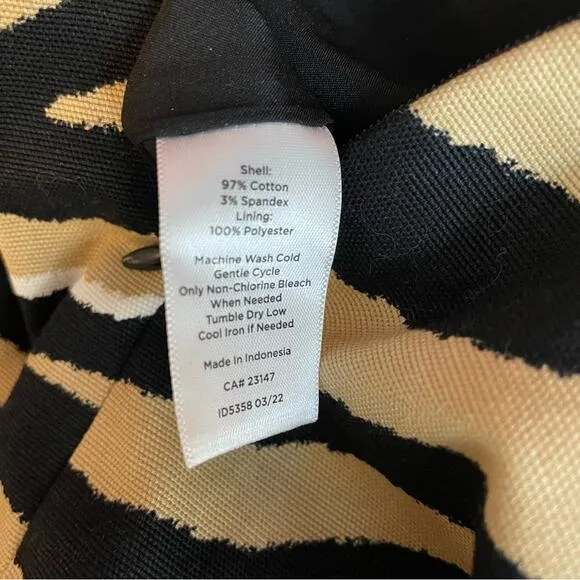 Shell:
97% Cotton
3% Spandex
Lining:
100% Polyester
Machine Wash Cold
Gentle Cycle
Only Non-Chlorine Bleach
When Needed
Tumble Dry Low
Cool Iron if Needed
Made in Indonesia
CA# 23147
ID5358 03/22